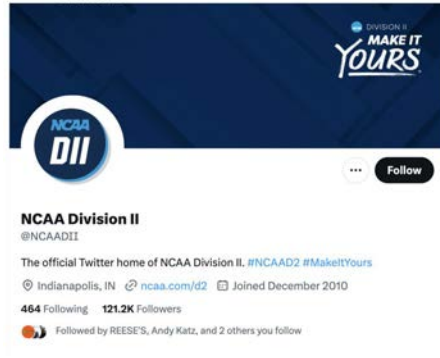 DIVISION II
MAKE IT
YOURS
NCAA
DII
Follow
NCAA Division II
@NCAADII
The official Twitter home of NCAA Division II. #NCAAD2 #MakeItYours
Indianapolis, IN ncaa.com/d2 Joined December 2010
464 Following 121.2K Followers
Followed by REESE'S, Andy Katz, and 2 others you follow